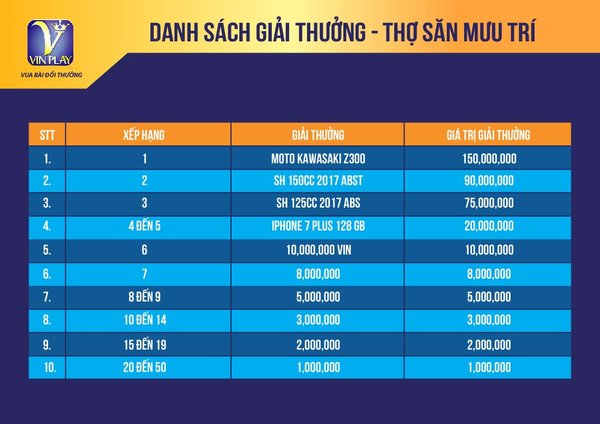 VIN PLAY
VUA BÀI ĐỔI THƯỞNG
DANH SÁCH GIẢI THƯỞNG - THỢ SĂN MƯU TRÍ
STT XẾP HẠNG GIẢI THƯỞNG GIÁ TRỊ GIẢI THƯỞNG
1. 1 MOTO KAWASAKI Z300 150,000,000
2. 2 SH 150CC 2017 ABST 90,000,000
3. 3 SH 125CC 2017 ABS 75,000,000
4. 4 ĐẾN 5 IPHONE 7 PLUS 128 GB 20,000,000
5. 6 10,000,000 VIN 10,000,000
6. 7 8,000,000 8,000,000
7. 8 ĐẾN 9 5,000,000 5,000,000
8. 10 ĐẾN 14 3,000,000 3,000,000
9. 15 ĐẾN 19 2,000,000 2,000,000
10. 20 ĐẾN 50 1,000,000 1,000,000